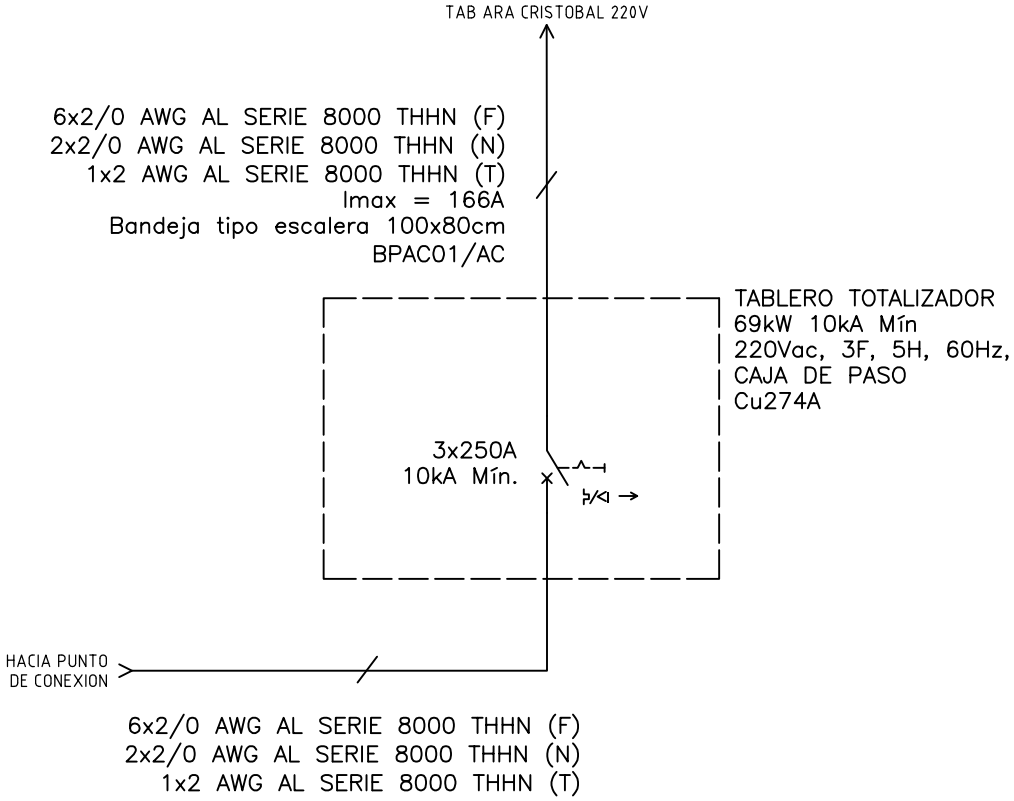 TAB ARA CRISTOBAL 220V
6x2/0 AWG AL SERIE 8000 THHN (F)
2x2/0 AWG AL SERIE 8000 THHN (N)
1x2 AWG AL SERIE 8000 THHN (T)
Imax = 166A
Bandeja tipo escalera 100x80cm
BPAC01/AC
TABLERO TOTALIZADOR
69kW 10kA Mín
220Vac, 3F, 5H, 60Hz,
CAJA DE PASO
Cu274A
3x250A
10kA Mín.
HACIA PUNTO
DE CONEXION
6x2/0 AWG AL SERIE 8000 THHN (F)
2x2/0 AWG AL SERIE 8000 THHN (N)
1x2 AWG AL SERIE 8000 THHN (T)